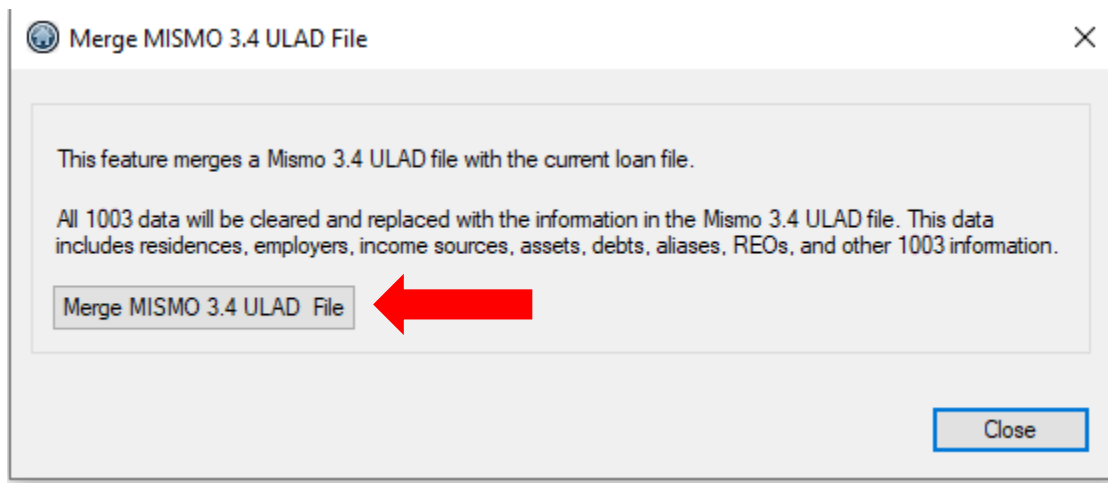 Merge MISMO 3.4 ULAD File
This feature merges a Mismo 3.4 ULAD file with the current loan file.
All 1003 data will be cleared and replaced with the information in the Mismo 3.4 ULAD file. This data
includes residences, employers, income sources, assets, debts, aliases, REOs, and other 1003 information.
Merge MISMO 3.4 ULAD  File
Close